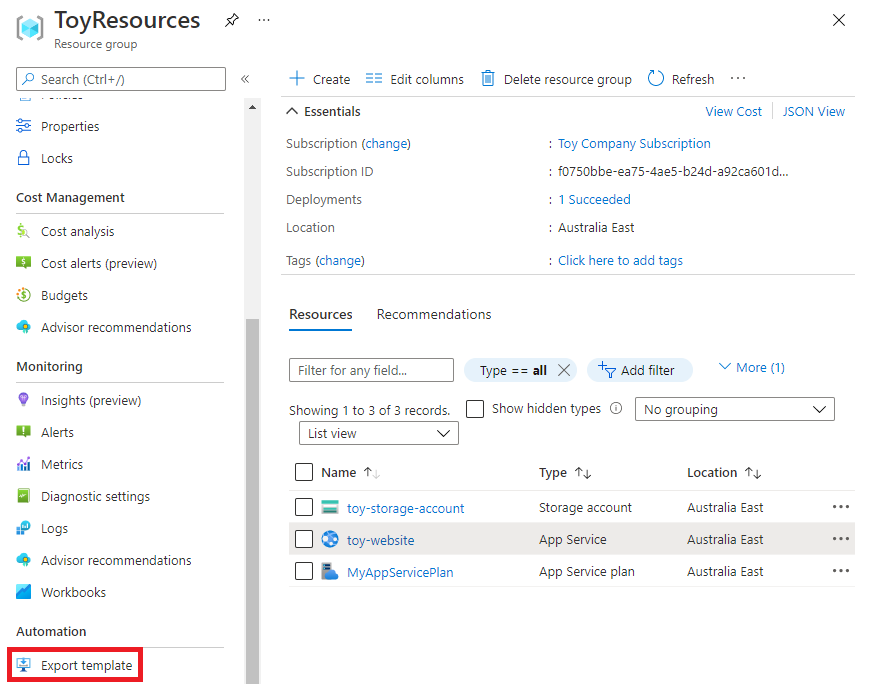 ToyResources
Resource group
Search (Ctrl+/)
Properties
Locks
Cost Management
Cost analysis
Cost alerts (preview)
Budgets
Advisor recommendations
Monitoring
Insights (preview)
Alerts
Metrics
Diagnostic settings
Logs
Advisor recommendations
Workbooks
Automation
Export template
Create Edit columns Delete resource group Refresh
Essentials View Cost JSON View
Subscription (change) : Toy Company Subscription
Subscription ID : f0750bbe-ea75-4ae5-b24d-a92ca601d...
Deployments : 1 Succeeded
Location : Australia East
Tags (change) : Click here to add tags
Resources Recommendations
Filter for any field... Type == all Add filter More (1)
Showing 1 to 3 of 3 records. Show hidden types No grouping
List view
Name Type Location
toy-storage-account Storage account Australia East
toy-website App Service Australia East
MyAppServicePlan App Service plan Australia East